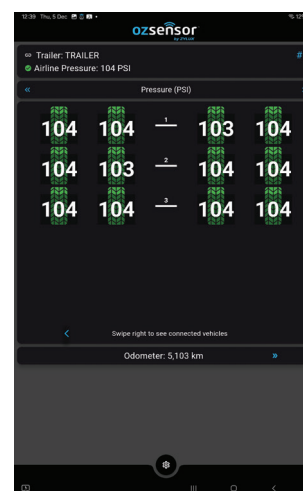 12:39 Thu, 5 Dec
ozsensor
Trailer: TRAILER
Airline Pressure: 104 PSI
« Pressure (PSI)
104 104 1 103 104
104 103 2 104 104
104 104 3 104 104
Swipe right to see connected vehicles
Odometer: 5,103 km »